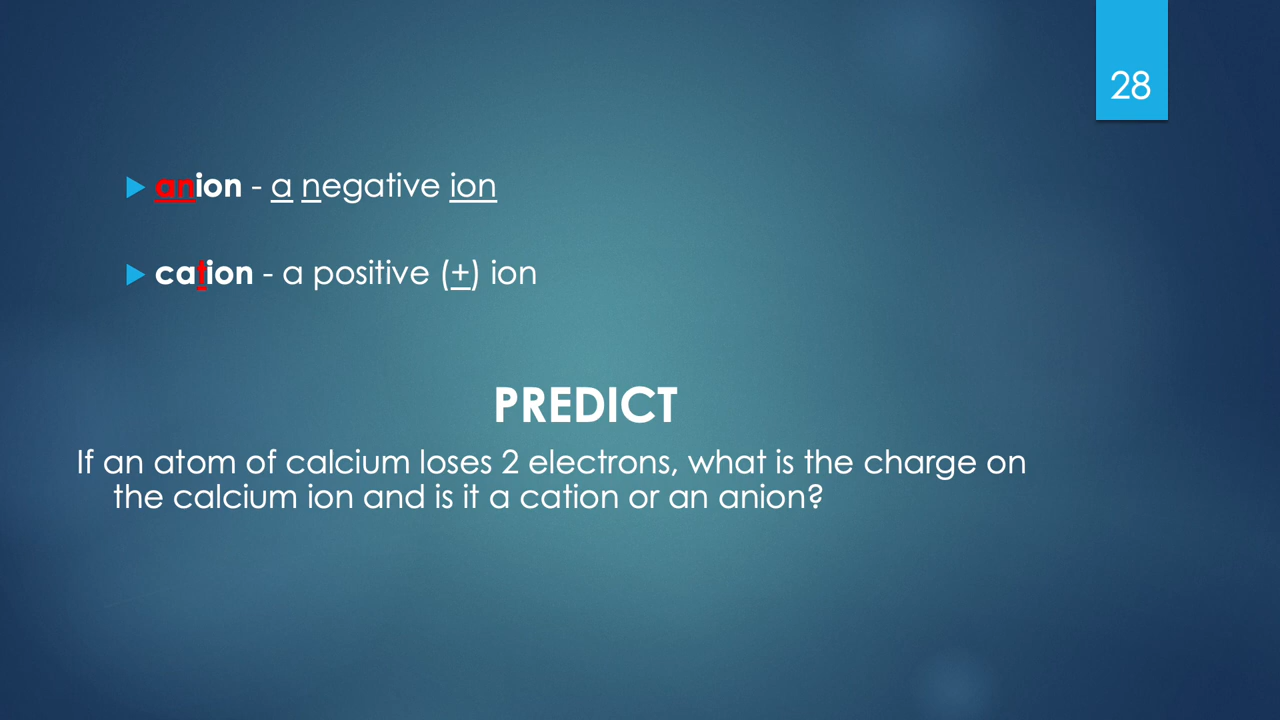 28
anion - a negative ion
cation - a positive (+) ion
PREDICT
If an atom of calcium loses 2 electrons, what is the charge on
the calcium ion and is it a cation or an anion?